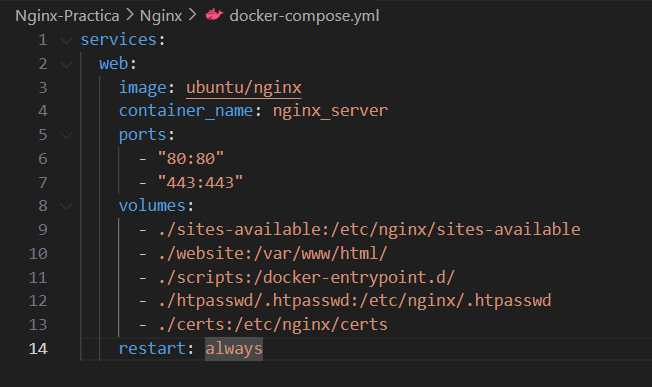 Nginx-Practica > Nginx > docker-compose.yml
1 services:
2   web:
3     image: ubuntu/nginx
4     container_name: nginx_server
5     ports:
6       - "80:80"
7       - "443:443"
8     volumes:
9       - ./sites-available:/etc/nginx/sites-available
10       - ./website:/var/www/html/
11       - ./scripts:/docker-entrypoint.d/
12       - ./htpasswd/.htpasswd:/etc/nginx/.htpasswd
13       - ./certs:/etc/nginx/certs
14     restart: always